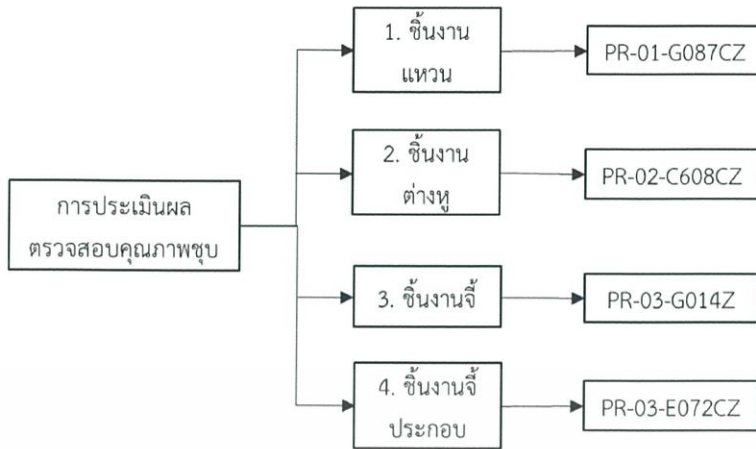 1. ชิ้นงาน
แหวน
PR-01-G087CZ
2. ชิ้นงาน
ต่างหู
PR-02-C608CZ
การประเมินผล
ตรวจสอบคุณภาพชุบ
3. ชิ้นงานจี้
PR-03-G014Z
4. ชิ้นงานจี้
ประกอบ
PR-03-E072CZ